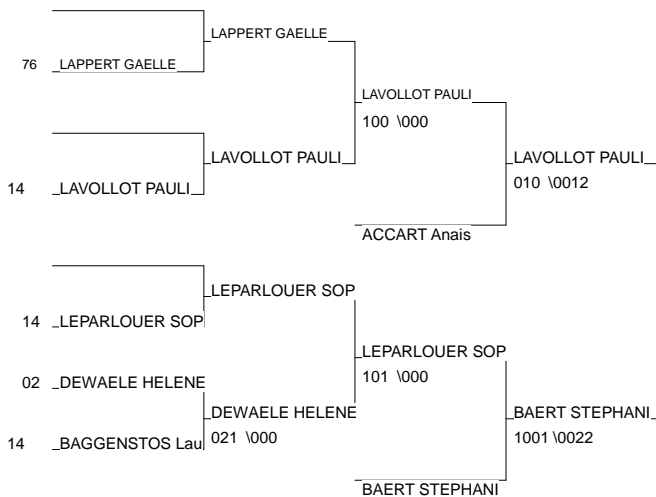 LAPPERT GAELLE
76 LAPPERT GAELLE
LAVOLLOT PAULI
100 \000
LAVOLLOT PAULI
LAVOLLOT PAULI
010 \0012
14 LAVOLLOT PAULI
ACCART Anais
LEPARLOUER SOP
14 LEPARLOUER SOP
LEPARLOUER SOP
101 \000
02 DEWAELE HELENE
DEWAELE HELENE
021 \000
BAERT STEPHANI
1001 \0022
14 BAGGENSTOS Lau
BAERT STEPHANI